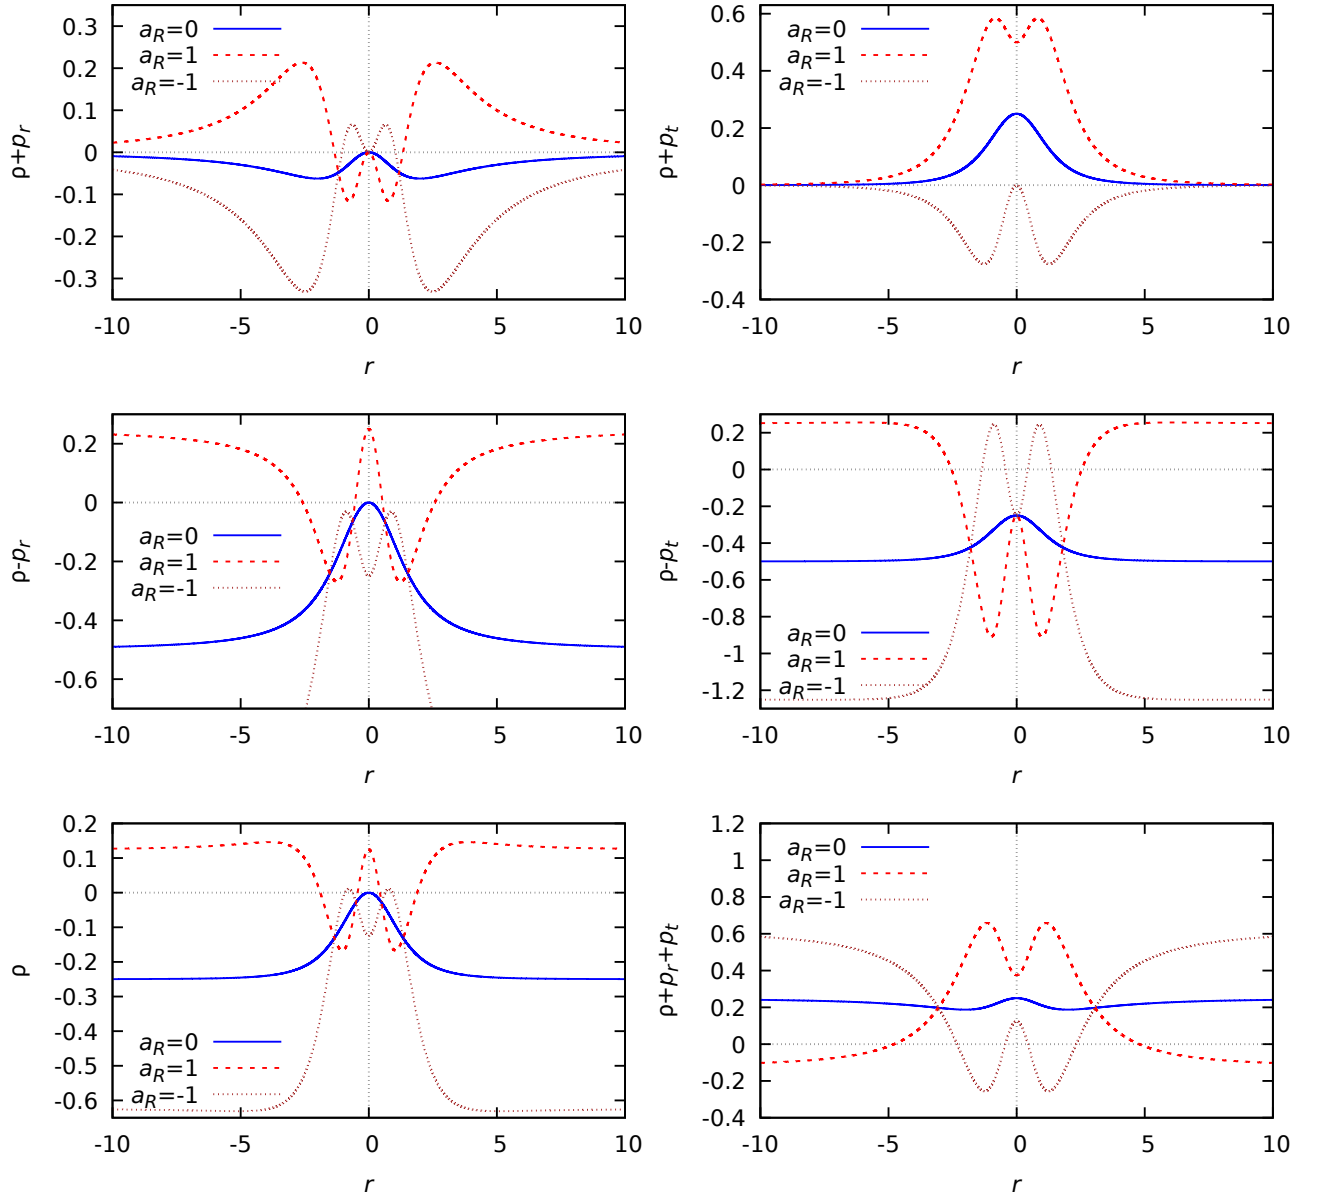 ρ+p_r
0.3
0.2
0.1
0
-0.1
-0.2
-0.3
a_R=0
a_R=1
a_R=-1
-10
-5
0
5
10
r
ρ+p_t
0.6
0.4
0.2
0
-0.2
-0.4
a_R=0
a_R=1
a_R=-1
-10
-5
0
5
10
r
ρ-p_r
0.2
0
-0.2
-0.4
-0.6
a_R=0
a_R=1
a_R=-1
-10
-5
0
5
10
r
ρ-p_t
0.2
0
-0.2
-0.4
-0.6
-0.8
-1
-1.2
a_R=0
a_R=1
a_R=-1
-10
-5
0
5
10
r
ρ
0.2
0.1
0
-0.1
-0.2
-0.3
-0.4
-0.5
-0.6
a_R=0
a_R=1
a_R=-1
-10
-5
0
5
10
r
ρ+p_r+p_t
1.2
1
0.8
0.6
0.4
0.2
0
-0.2
-0.4
a_R=0
a_R=1
a_R=-1
-10
-5
0
5
10
r